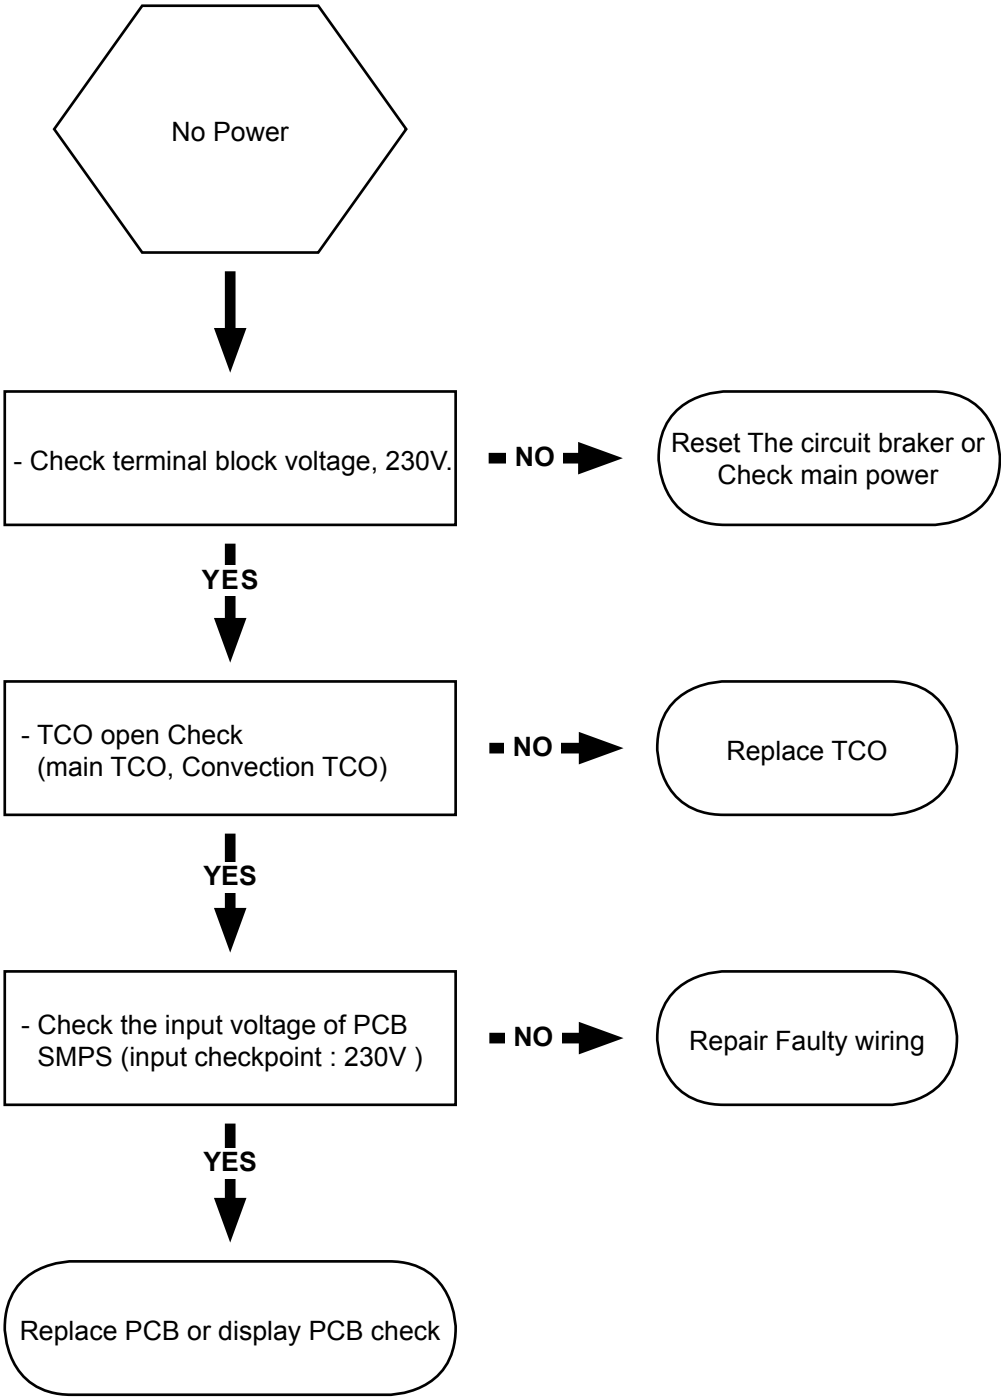 No Power
- Check terminal block voltage, 230V.
NO
Reset The circuit braker or
Check main power
YES
- TCO open Check
(main TCO, Convection TCO)
NO
Replace TCO
YES
- Check the input voltage of PCB
SMPS (input checkpoint : 230V )
NO
Repair Faulty wiring
YES
Replace PCB or display PCB check